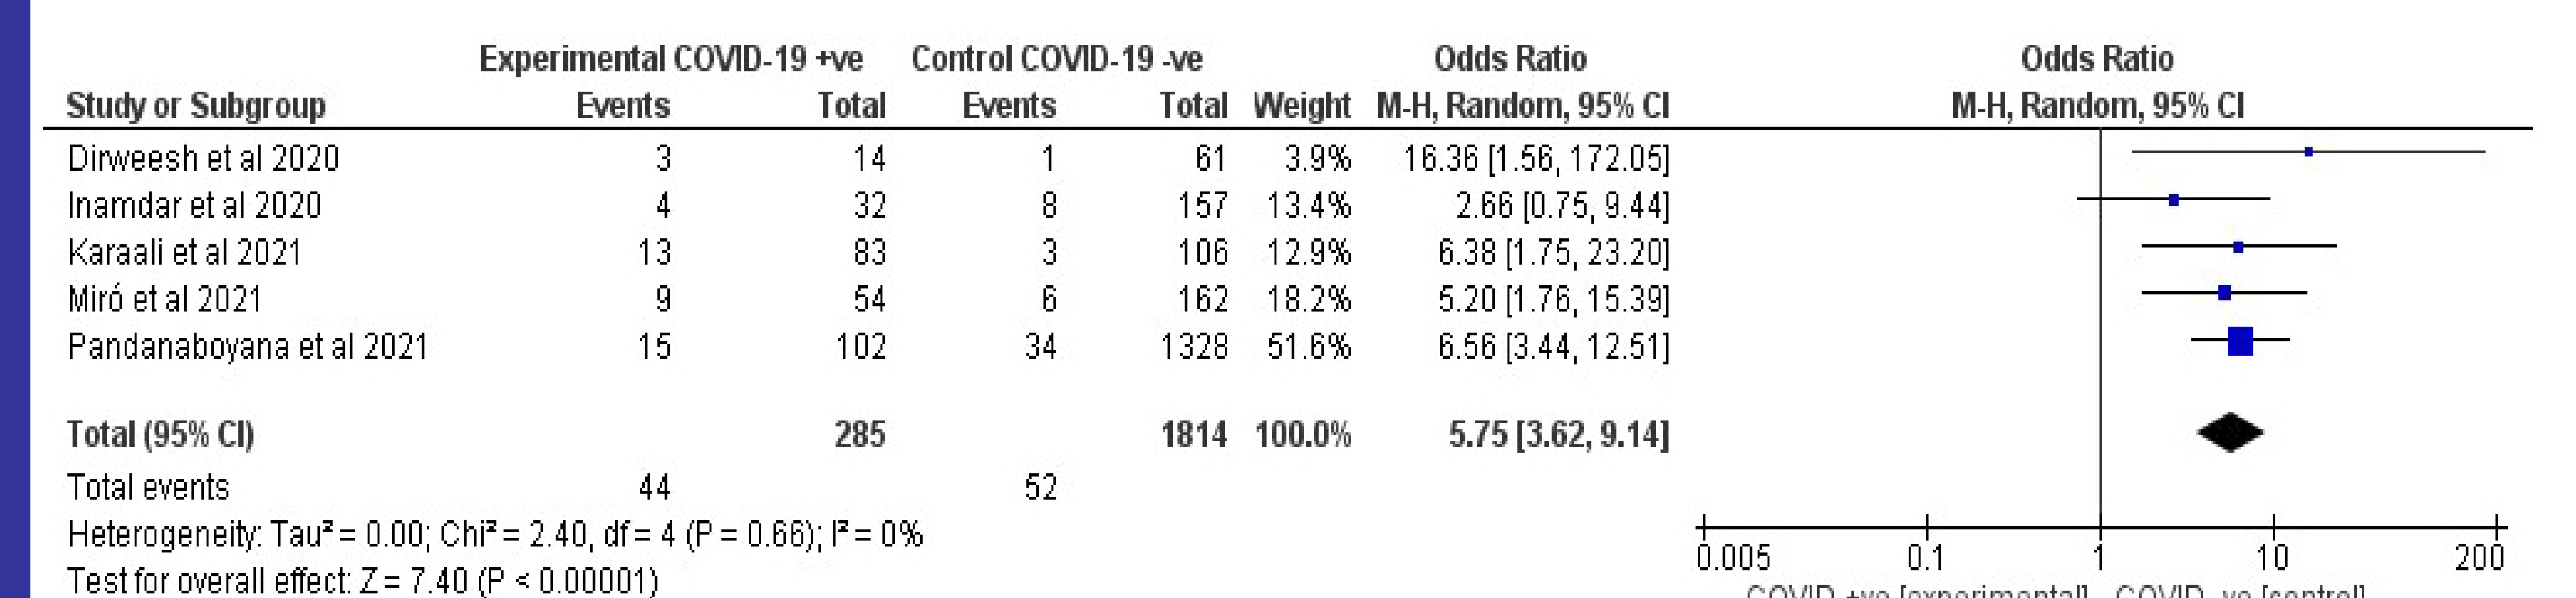 Experimental COVID-19 +ve Control COVID-19 -ve Odds Ratio Odds Ratio
Study or Subgroup Events Total Events Total Weight M-H, Random, 95% CI M-H, Random, 95% CI
Dirweesh et al 2020 3 14 1 61 3.9% 16.36 [1.56, 172.05]
Inamdar et al 2020 4 32 8 157 13.4% 2.66 [0.75, 9.44]
Karaali et al 2021 13 83 3 106 12.9% 6.38 [1.75, 23.20]
Miró et al 2021 9 54 6 162 18.2% 5.20 [1.76, 15.39]
Pandanaboyana et al 2021 15 102 34 1328 51.6% 6.56 [3.44, 12.51]
Total (95% CI) 285 1814 100.0% 5.75 [3.62, 9.14]
Total events 44 52
Heterogeneity: Tau² = 0.00; Chi² = 2.40, df = 4 (P = 0.66); I² = 0%
Test for overall effect: Z = 7.40 (P < 0.00001)
0.005 0.1 1 10 200
COVID +ve [experimental] COVID -ve [control]